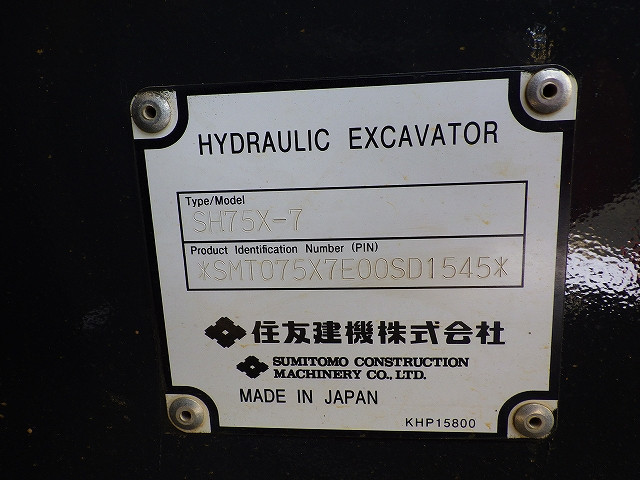 HYDRAULIC EXCAVATOR
Type/Model
SH75X-7
Product Identification Number (PIN)
*SMT075X7E00SD1545*
住友建機株式会社
SUMITOMO CONSTRUCTION
MACHINERY CO., LTD.
MADE IN JAPAN
KHP15800